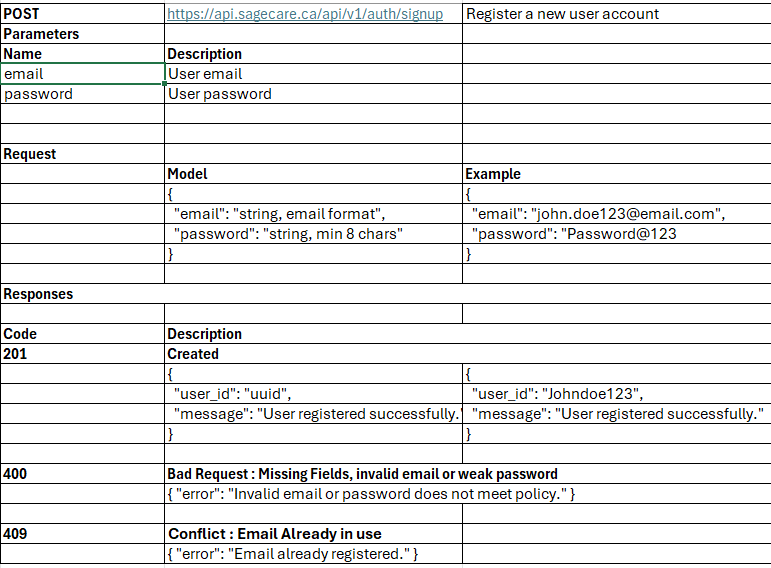 POST https://api.sagecare.ca/api/v1/auth/signup Register a new user account
Parameters
Name Description
email User email
password User password
Request
Model Example
{ {
"email": "string, email format", "email": "john.doe123@email.com",
"password": "string, min 8 chars" "password": "Password@123
} }
Responses
Code Description
201 Created
{ {
"user_id": "uuid", "user_id": "Johndoe123",
"message": "User registered successfully.' "message": "User registered successfully."
} }
400 Bad Request : Missing Fields, invalid email or weak password
{ "error": "Invalid email or password does not meet policy." }
409 Conflict : Email Already in use
{ "error": "Email already registered." }